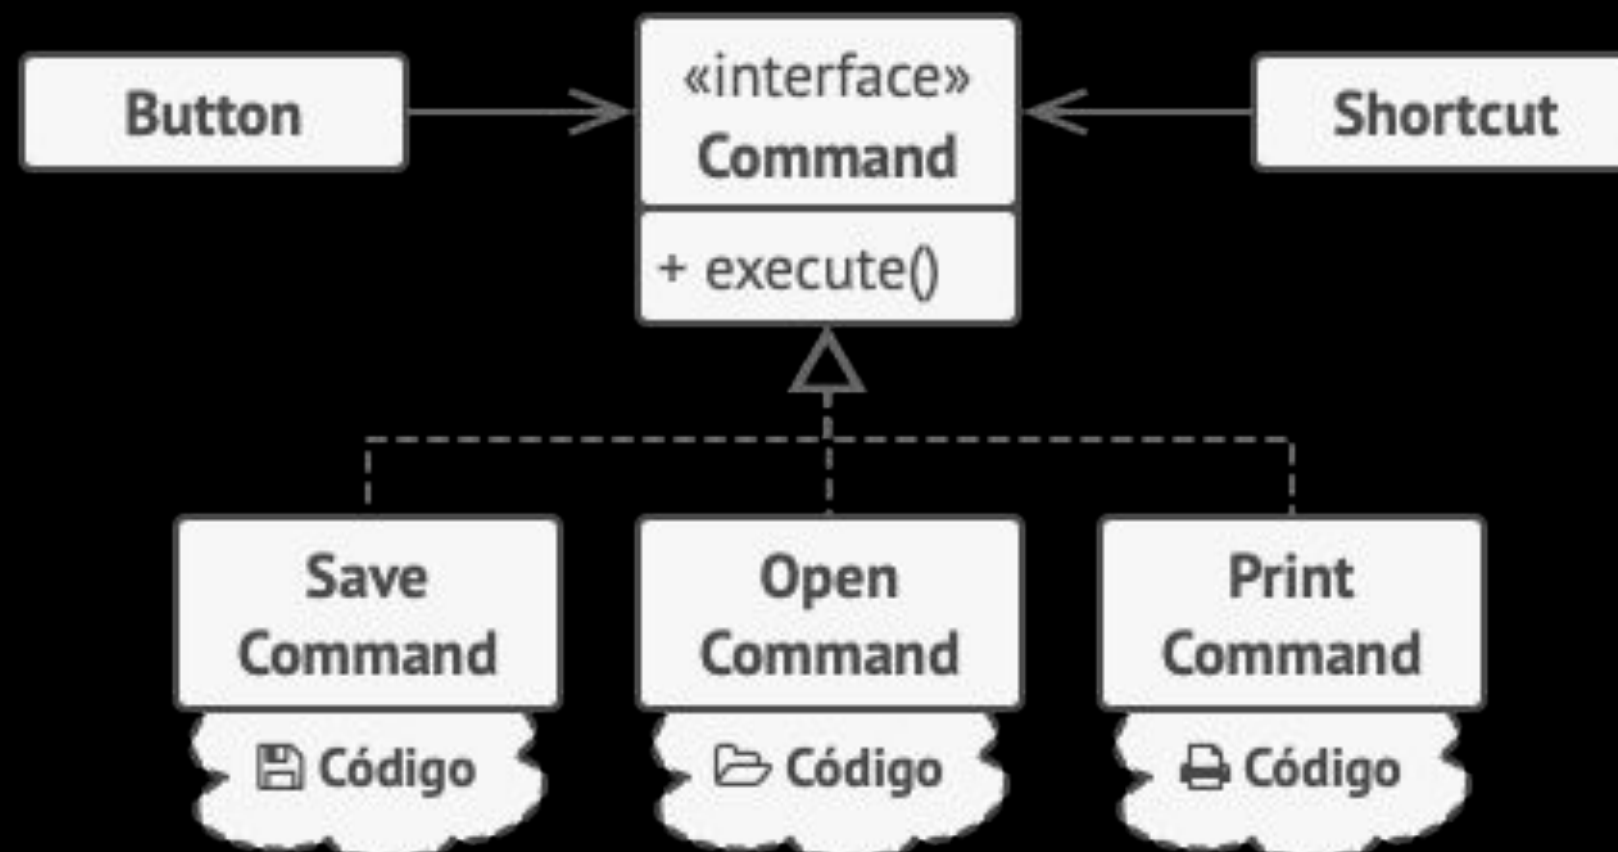 Button
«interface»
Command
Shortcut
+ execute()
Save
Command
Open
Command
Print
Command
Código
Código
Código